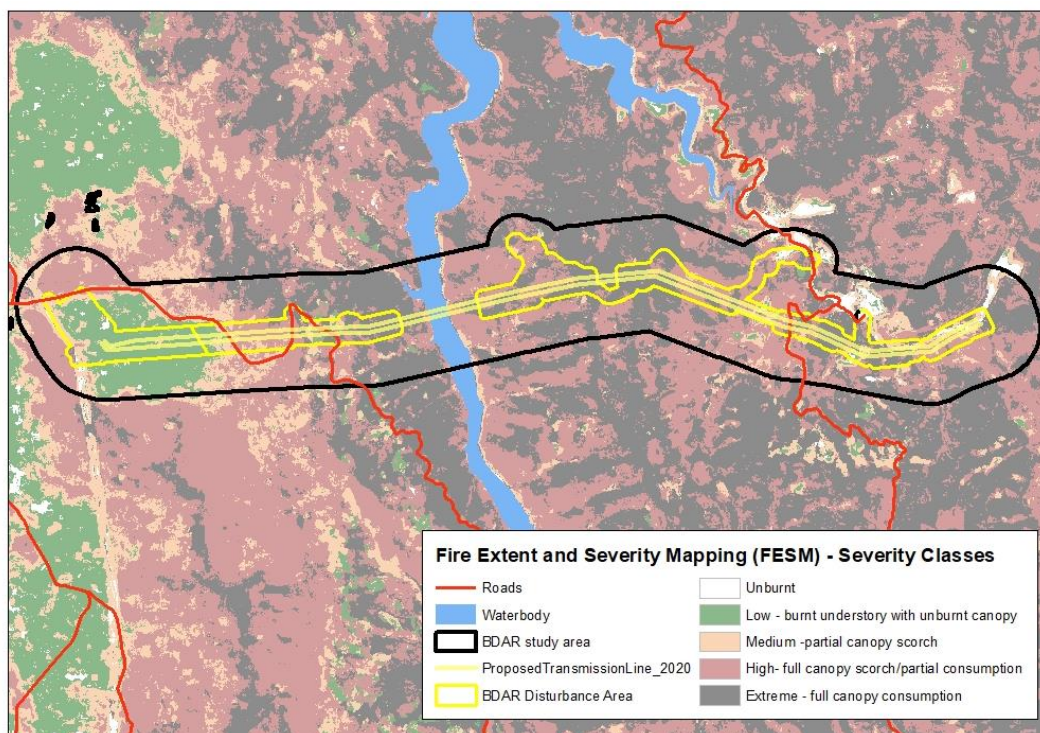 Fire Extent and Severity Mapping (FESM) - Severity Classes
Roads
Waterbody
BDAR study area
ProposedTransmissionLine_2020
BDAR Disturbance Area
Unburnt
Low - burnt understory with unburnt canopy
Medium -partial canopy scorch
High- full canopy scorch/partial consumption
Extreme - full canopy consumption